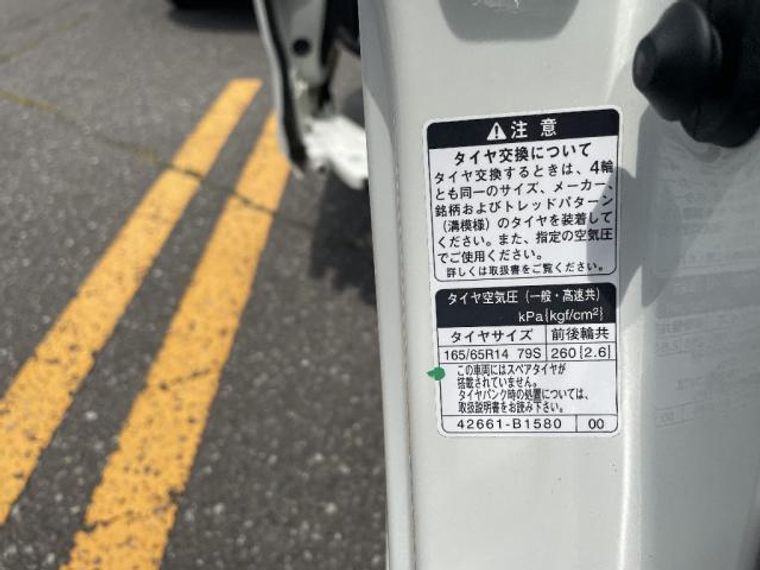 ⚠注意
タイヤ交換について
タイヤ交換するときは、4輪
とも同一のサイズ、メーカー、
銘柄およびトレッドパターン
（溝模様）のタイヤを装着して
ください。また、指定の空気圧
でご使用ください。
詳しくは取扱書をご覧ください。
タイヤ空気圧（一般・高速共）
kPa{kgf/cm²}
タイヤサイズ 前後輪共
165/65R14 79S 260{2.6}
この車両にはスペアタイヤが
搭載されていません。
タイヤパンク時の処置については、
取扱説明書をお読み下さい。
42661-B1580 00